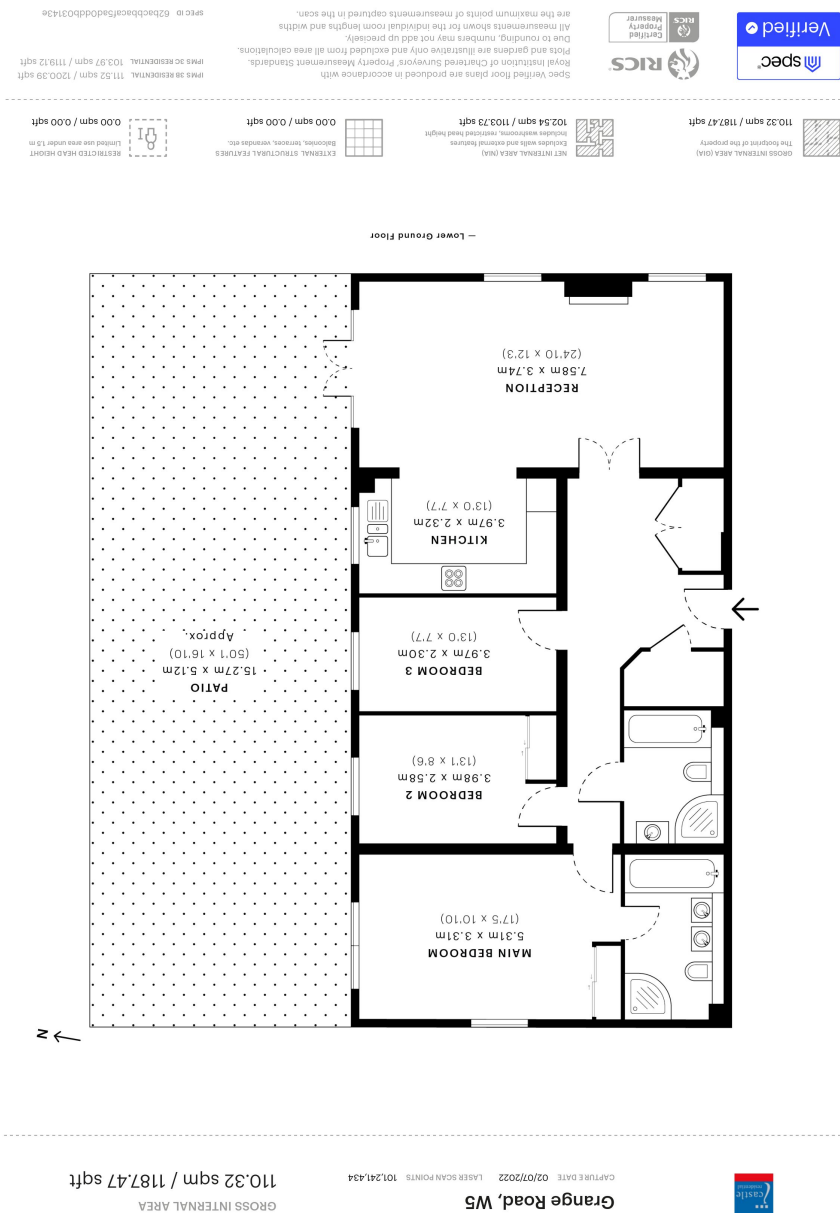 Grange Road, W5
CAPTURE DATE 02/07/2022 LASER SCAN POINTS 101,241,434
GROSS INTERNAL AREA
110.32 sqm / 1187.47 sqft
castle
residential
N
MAIN BEDROOM
5.31m x 3.31m
(17'5 x 10'10)
BEDROOM 2
3.98m x 2.58m
(13'1 x 8'6)
BEDROOM 3
3.97m x 2.30m
(13'0 x 7'7)
PATIO
15.27m x 5.12m
(50'1 x 16'10)
Approx.
KITCHEN
3.97m x 2.32m
(13'0 x 7'7)
RECEPTION
7.58m x 3.74m
(24'10 x 12'3)
— Lower Ground Floor
GROSS INTERNAL AREA (GIA)
The footprint of the property
110.32 sqm / 1187.47 sqft
NET INTERNAL AREA (NIA)
Excludes walls and external features
Includes washrooms, restricted head height
102.54 sqm / 1103.73 sqft
EXTERNAL STRUCTURAL FEATURES
Balconies, terraces, verandas etc.
0.00 sqm / 0.00 sqft
RESTRICTED HEAD HEIGHT
Limited use area under 1.5 m
0.00 sqm / 0.00 sqft
spec
Verified
RICS
RICS
Certified
Property
Measurer
Spec Verified floor plans are produced in accordance with
Royal Institution of Chartered Surveyors' Property Measurement Standards.
Plots and gardens are illustrative only and excluded from all area calculations.
Due to rounding, numbers may not add up precisely.
All measurements shown for the individual room lengths and widths
are the maximum points of measurements captured in the scan.
IPMS 3B RESIDENTIAL 111.52 sqm / 1200.39 sqft
IPMS 3C RESIDENTIAL 103.97 sqm / 1119.12 sqft
SPEC ID 62bacbbacaf5ad0ddb01431e